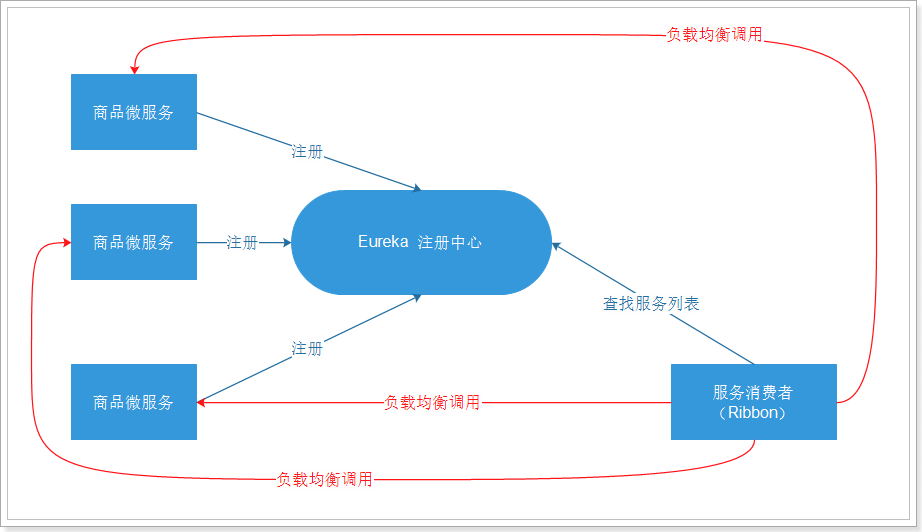 负载均衡调用
商品微服务
注册
商品微服务
注册
Eureka 注册中心
查找服务列表
注册
商品微服务
负载均衡调用
服务消费者
（Ribbon）
负载均衡调用